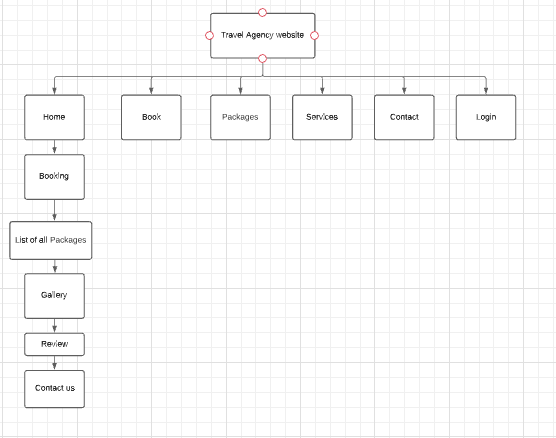 Travel Agency website
Home
Book
Packages
Services
Contact
Login
Booking
List of all Packages
Gallery
Review
Contact us